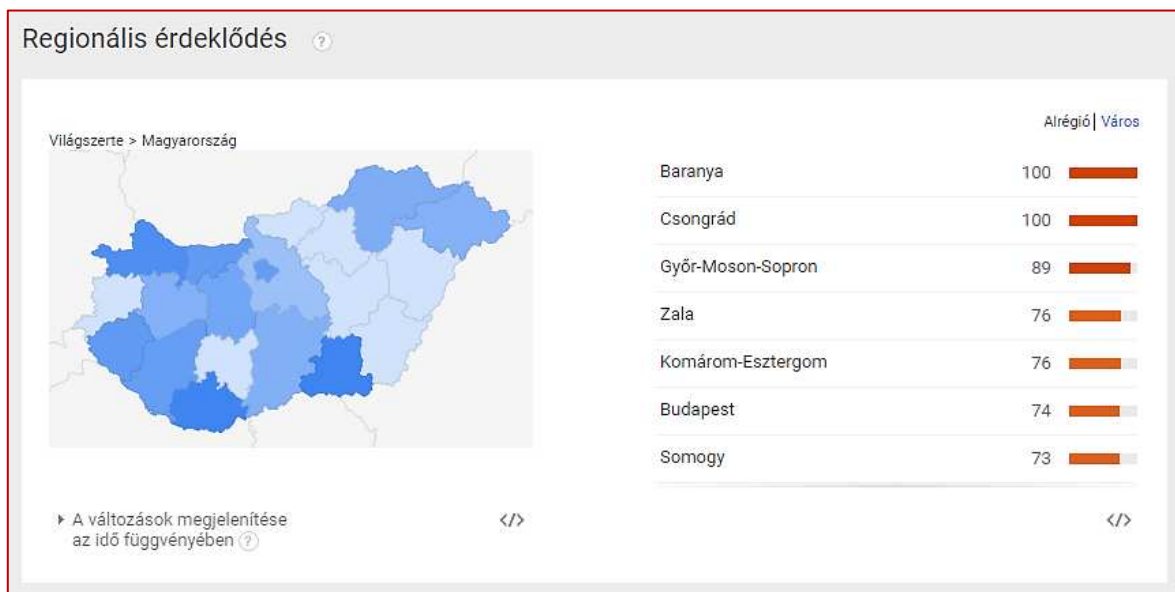 Regionális érdeklődés ?
Alrégió | Város
Világszerte > Magyarország
Baranya 100
Csongrád 100
Győr-Moson-Sopron 89
Zala 76
Komárom-Esztergom 76
Budapest 74
Somogy 73
A változások megjelenítése
az idő függvényében ?
</>
</>